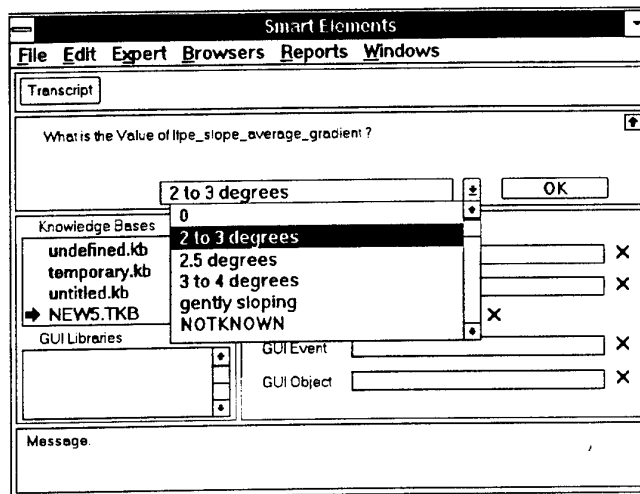 Smart Elements
File Edit Expert Browsers Reports Windows
Transcript
What is the Value of ltpe_slope_average_gradient ?
2 to 3 degrees
OK
0
2 to 3 degrees
2.5 degrees
3 to 4 degrees
gently sloping
NOTKNOWN
Knowledge Bases
undefined.kb
temporary.kb
untitled.kb
NEW5.TKB
GUI Libraries
GUI Event
GUI Object
Message.